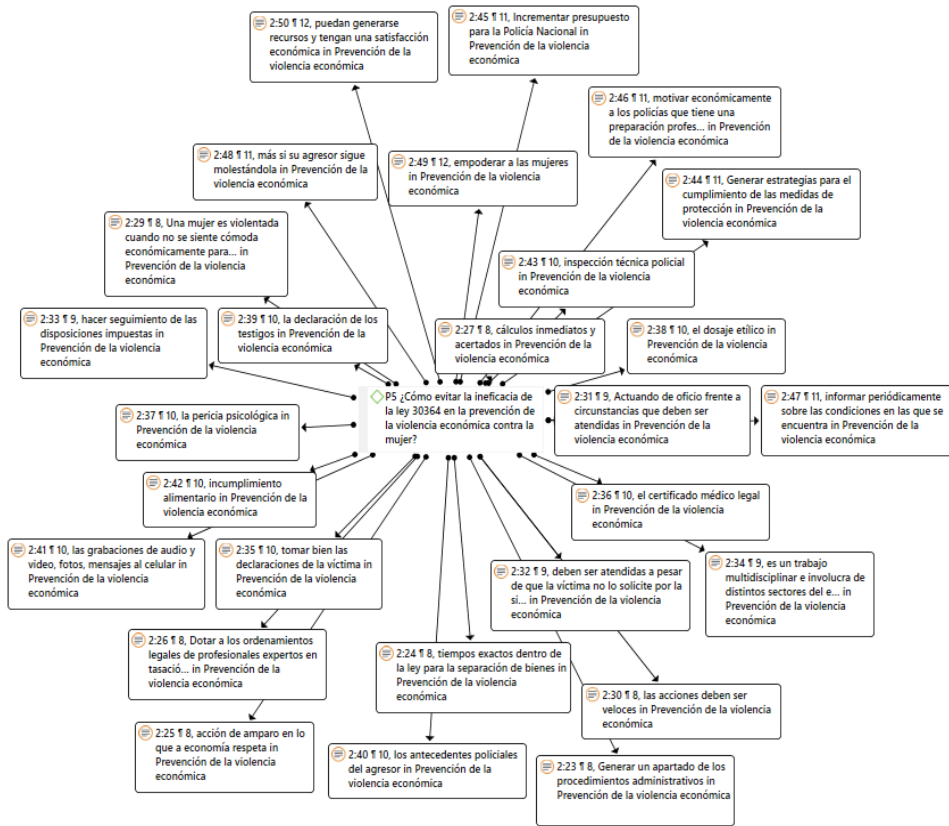 2:50 ¶ 12, puedan generarse
recursos y tengan una satisfacción
económica in Prevención de la
violencia económica
2:45 ¶ 11, Incrementar presupuesto
para la Policía Nacional in
Prevención de la violencia
económica
2:46 ¶ 11, motivar económicamente
a los policías que tiene una
preparación profes... in Prevención
de la violencia económica
2:48 ¶ 11, más si su agresor sigue
molestándola in Prevención de la
violencia económica
2:49 ¶ 12, empoderar a las mujeres
in Prevención de la violencia
económica
2:44 ¶ 11, Generar estrategias para el
cumplimiento de las medidas de
protección in Prevención de la
violencia económica
2:29 ¶ 8, Una mujer es violentada
cuando no se siente cómoda
económicamente para... in
Prevención de la violencia
económica
2:43 ¶ 10, inspección técnica policial
in Prevención de la violencia
económica
2:33 ¶ 9, hacer seguimiento de las
disposiciones impuestas in
Prevención de la violencia
económica
2:39 ¶ 10, la declaración de los
testigos in Prevención de la
violencia económica
2:27 ¶ 8, cálculos inmediatos y
acertados in Prevención de la
violencia económica
2:38 ¶ 10, el dosaje etílico in
Prevención de la violencia
económica
P5 ¿Cómo evitar la ineficacia de
la ley 30364 en la prevención de
la violencia económica contra la
mujer?
2:31 ¶ 9, Actuando de oficio frente a
circunstancias que deben ser
atendidas in Prevención de la
violencia económica
2:47 ¶ 11, informar periódicamente
sobre las condiciones en las que se
encuentra in Prevención de la
violencia económica
2:37 ¶ 10, la pericia psicológica in
Prevención de la violencia
económica
2:42 ¶ 10, incumplimiento
alimentario in Prevención de la
violencia económica
2:36 ¶ 10, el certificado médico legal
in Prevención de la violencia
económica
2:41 ¶ 10, las grabaciones de audio y
video, fotos, mensajes al celular in
Prevención de la violencia
económica
2:35 ¶ 10, tomar bien las
declaraciones de la víctima in
Prevención de la violencia
económica
2:32 ¶ 9, deben ser atendidas a pesar
de que la víctima no lo solicite por la
si... in Prevención de la violencia
económica
2:34 ¶ 9, es un trabajo
multidisciplinar e involucra de
distintos sectores del e... in
Prevención de la violencia
económica
2:26 ¶ 8, Dotar a los ordenamientos
legales de profesionales expertos en
tasació... in Prevención de la
violencia económica
2:24 ¶ 8, tiempos exactos dentro de
la ley para la separación de bienes in
Prevención de la violencia
económica
2:30 ¶ 8, las acciones deben ser
veloces in Prevención de la violencia
económica
2:25 ¶ 8, acción de amparo en lo
que a economía respeta in
Prevención de la violencia
económica
2:40 ¶ 10, los antecedentes policiales
del agresor in Prevención de la
violencia económica
2:23 ¶ 8, Generar un apartado de los
procedimientos administrativos in
Prevención de la violencia
económica